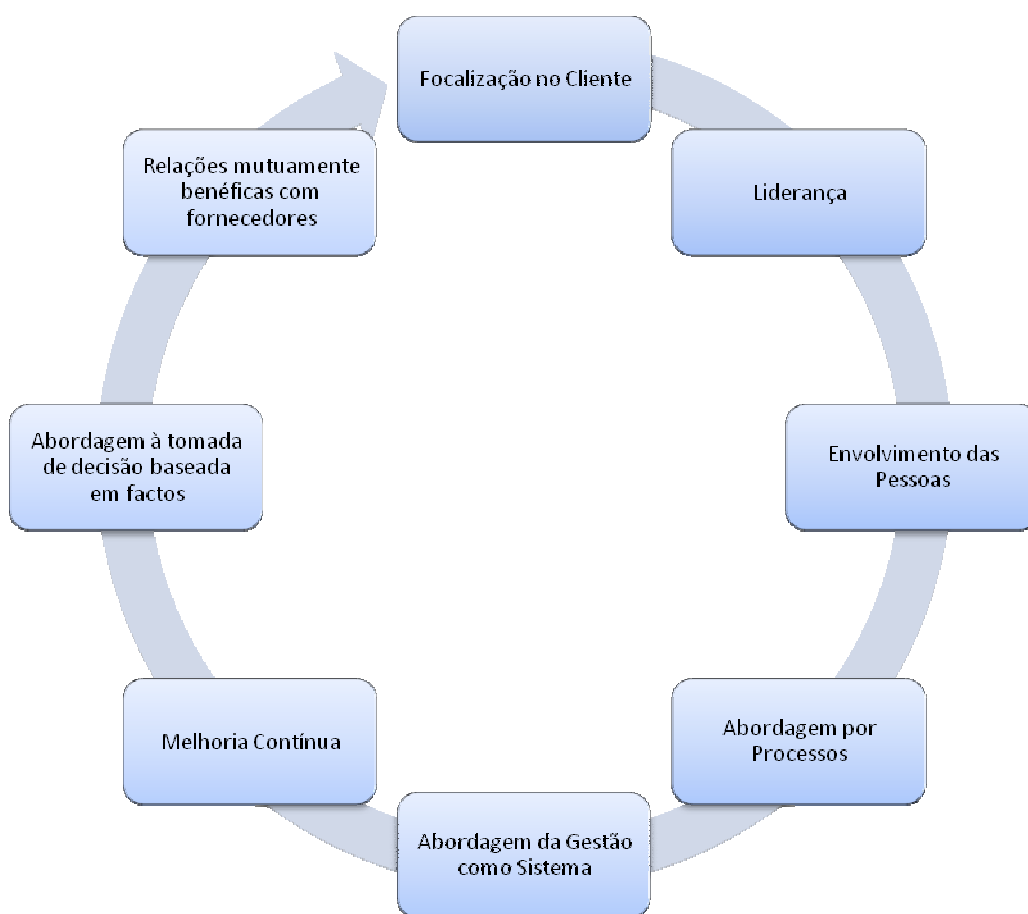 Focalização no Cliente
Liderança
Envolvimento das
Pessoas
Abordagem por
Processos
Abordagem da Gestão
como Sistema
Melhoria Contínua
Abordagem à tomada
de decisão baseada
em factos
Relações mutuamente
benéficas com
fornecedores